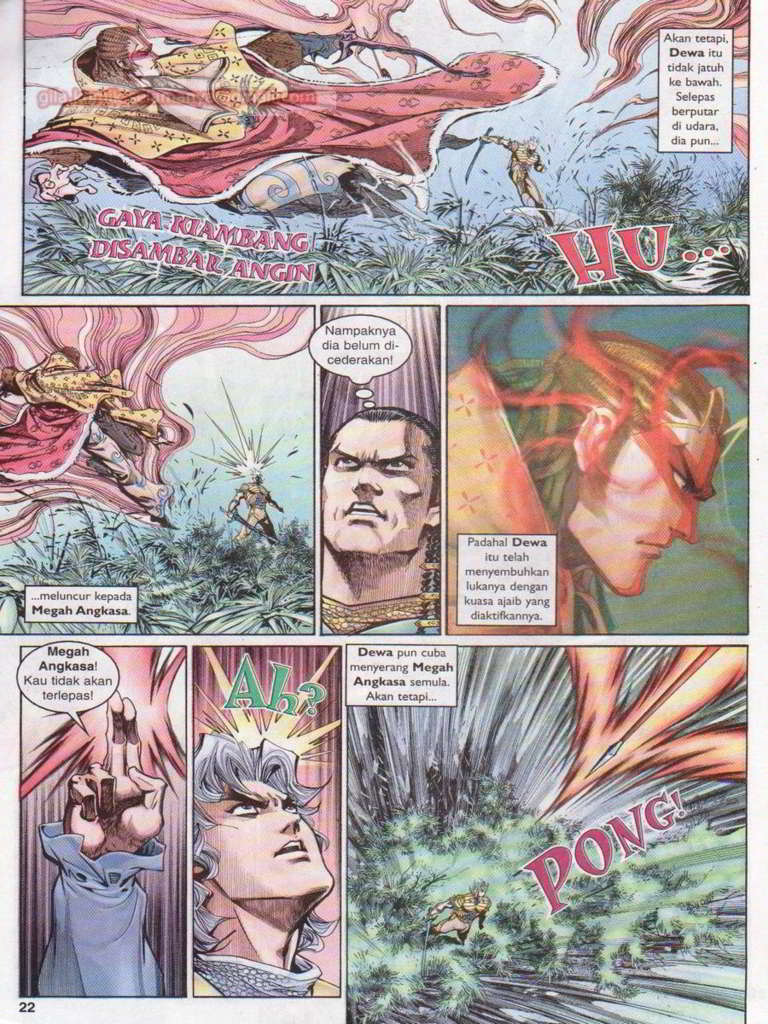 Akan tetapi,
Dewa itu
tidak jatuh
ke bawah.
Selepas
berputar
di udara,
dia pun...
GAYA KIAMBANG
DISAMBAR ANGIN
HU...
...meluncur kepada
Megah Angkasa.
Nampaknya
dia belum di-
cederakan!
Padahal Dewa
itu telah
menyembuhkan
lukanya dengan
kuasa ajaib yang
diaktifkannya.
Megah
Angkasa!
Kau tidak akan
terlepas!
Ah?
Dewa pun cuba
menyerang Megah
Angkasa semula.
Akan tetapi...
PONG!
22